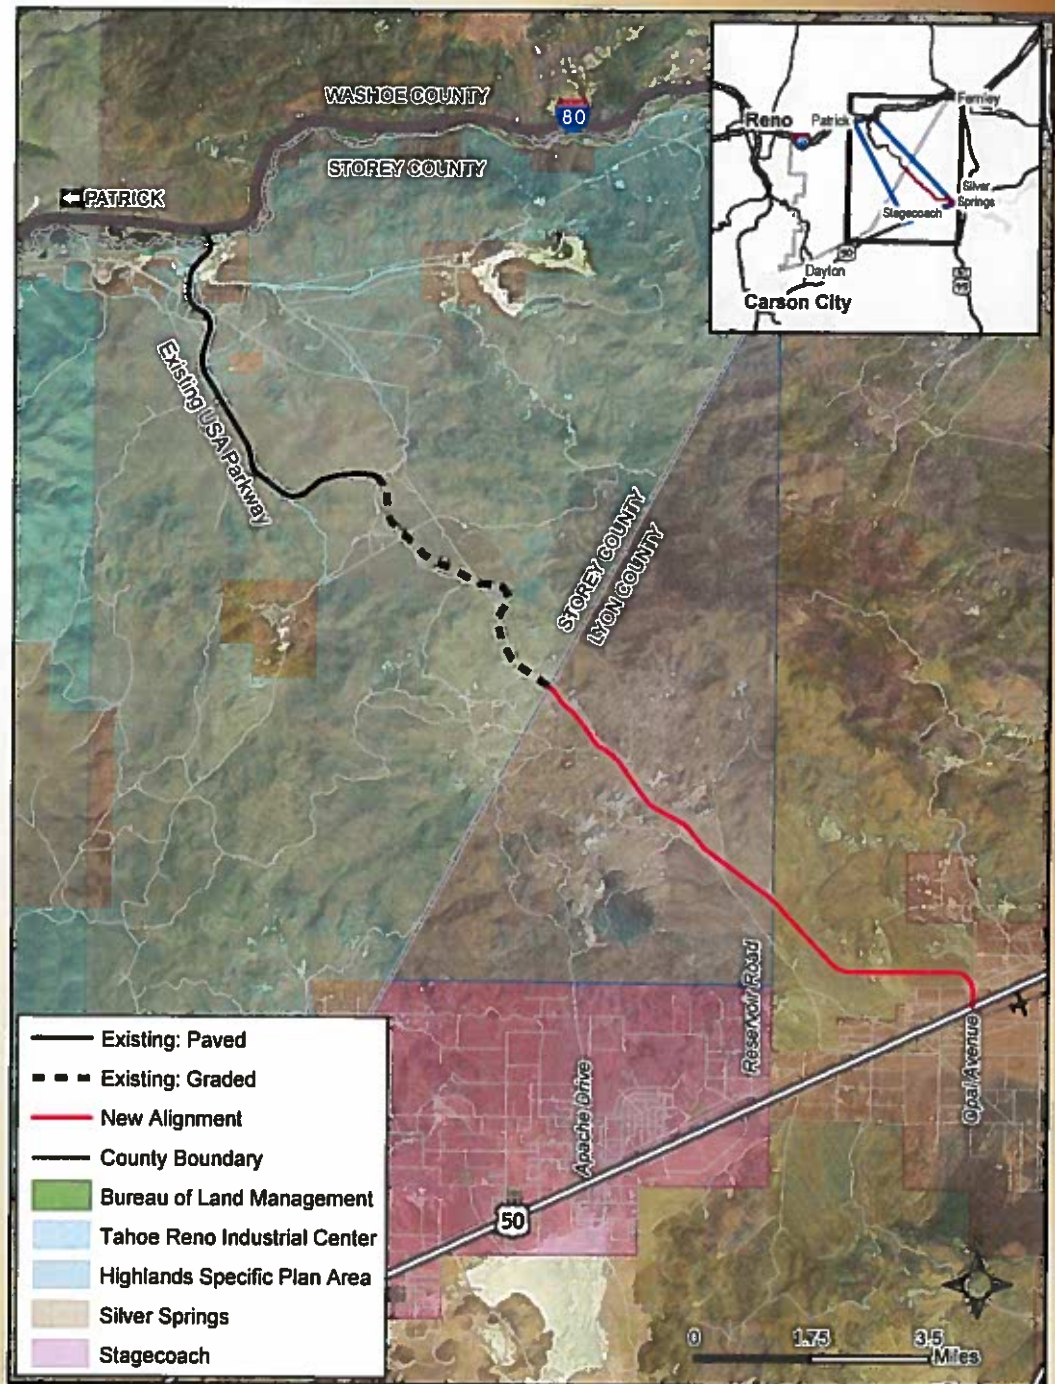 WASHOE COUNTY
80
STOREY COUNTY
PATRICK
Existing USA Parkway
STOREY COUNTY
LYON COUNTY
Reno
Patrick
Fernley
Silver
Springs
Stagecoach
50
Dayton
Carson City
Reservoir Road
Apache Drive
Opal Avenue
50
Existing: Paved
Existing: Graded
New Alignment
County Boundary
Bureau of Land Management
Tahoe Reno Industrial Center
Highlands Specific Plan Area
Silver Springs
Stagecoach
0 1.75 3.5
Miles